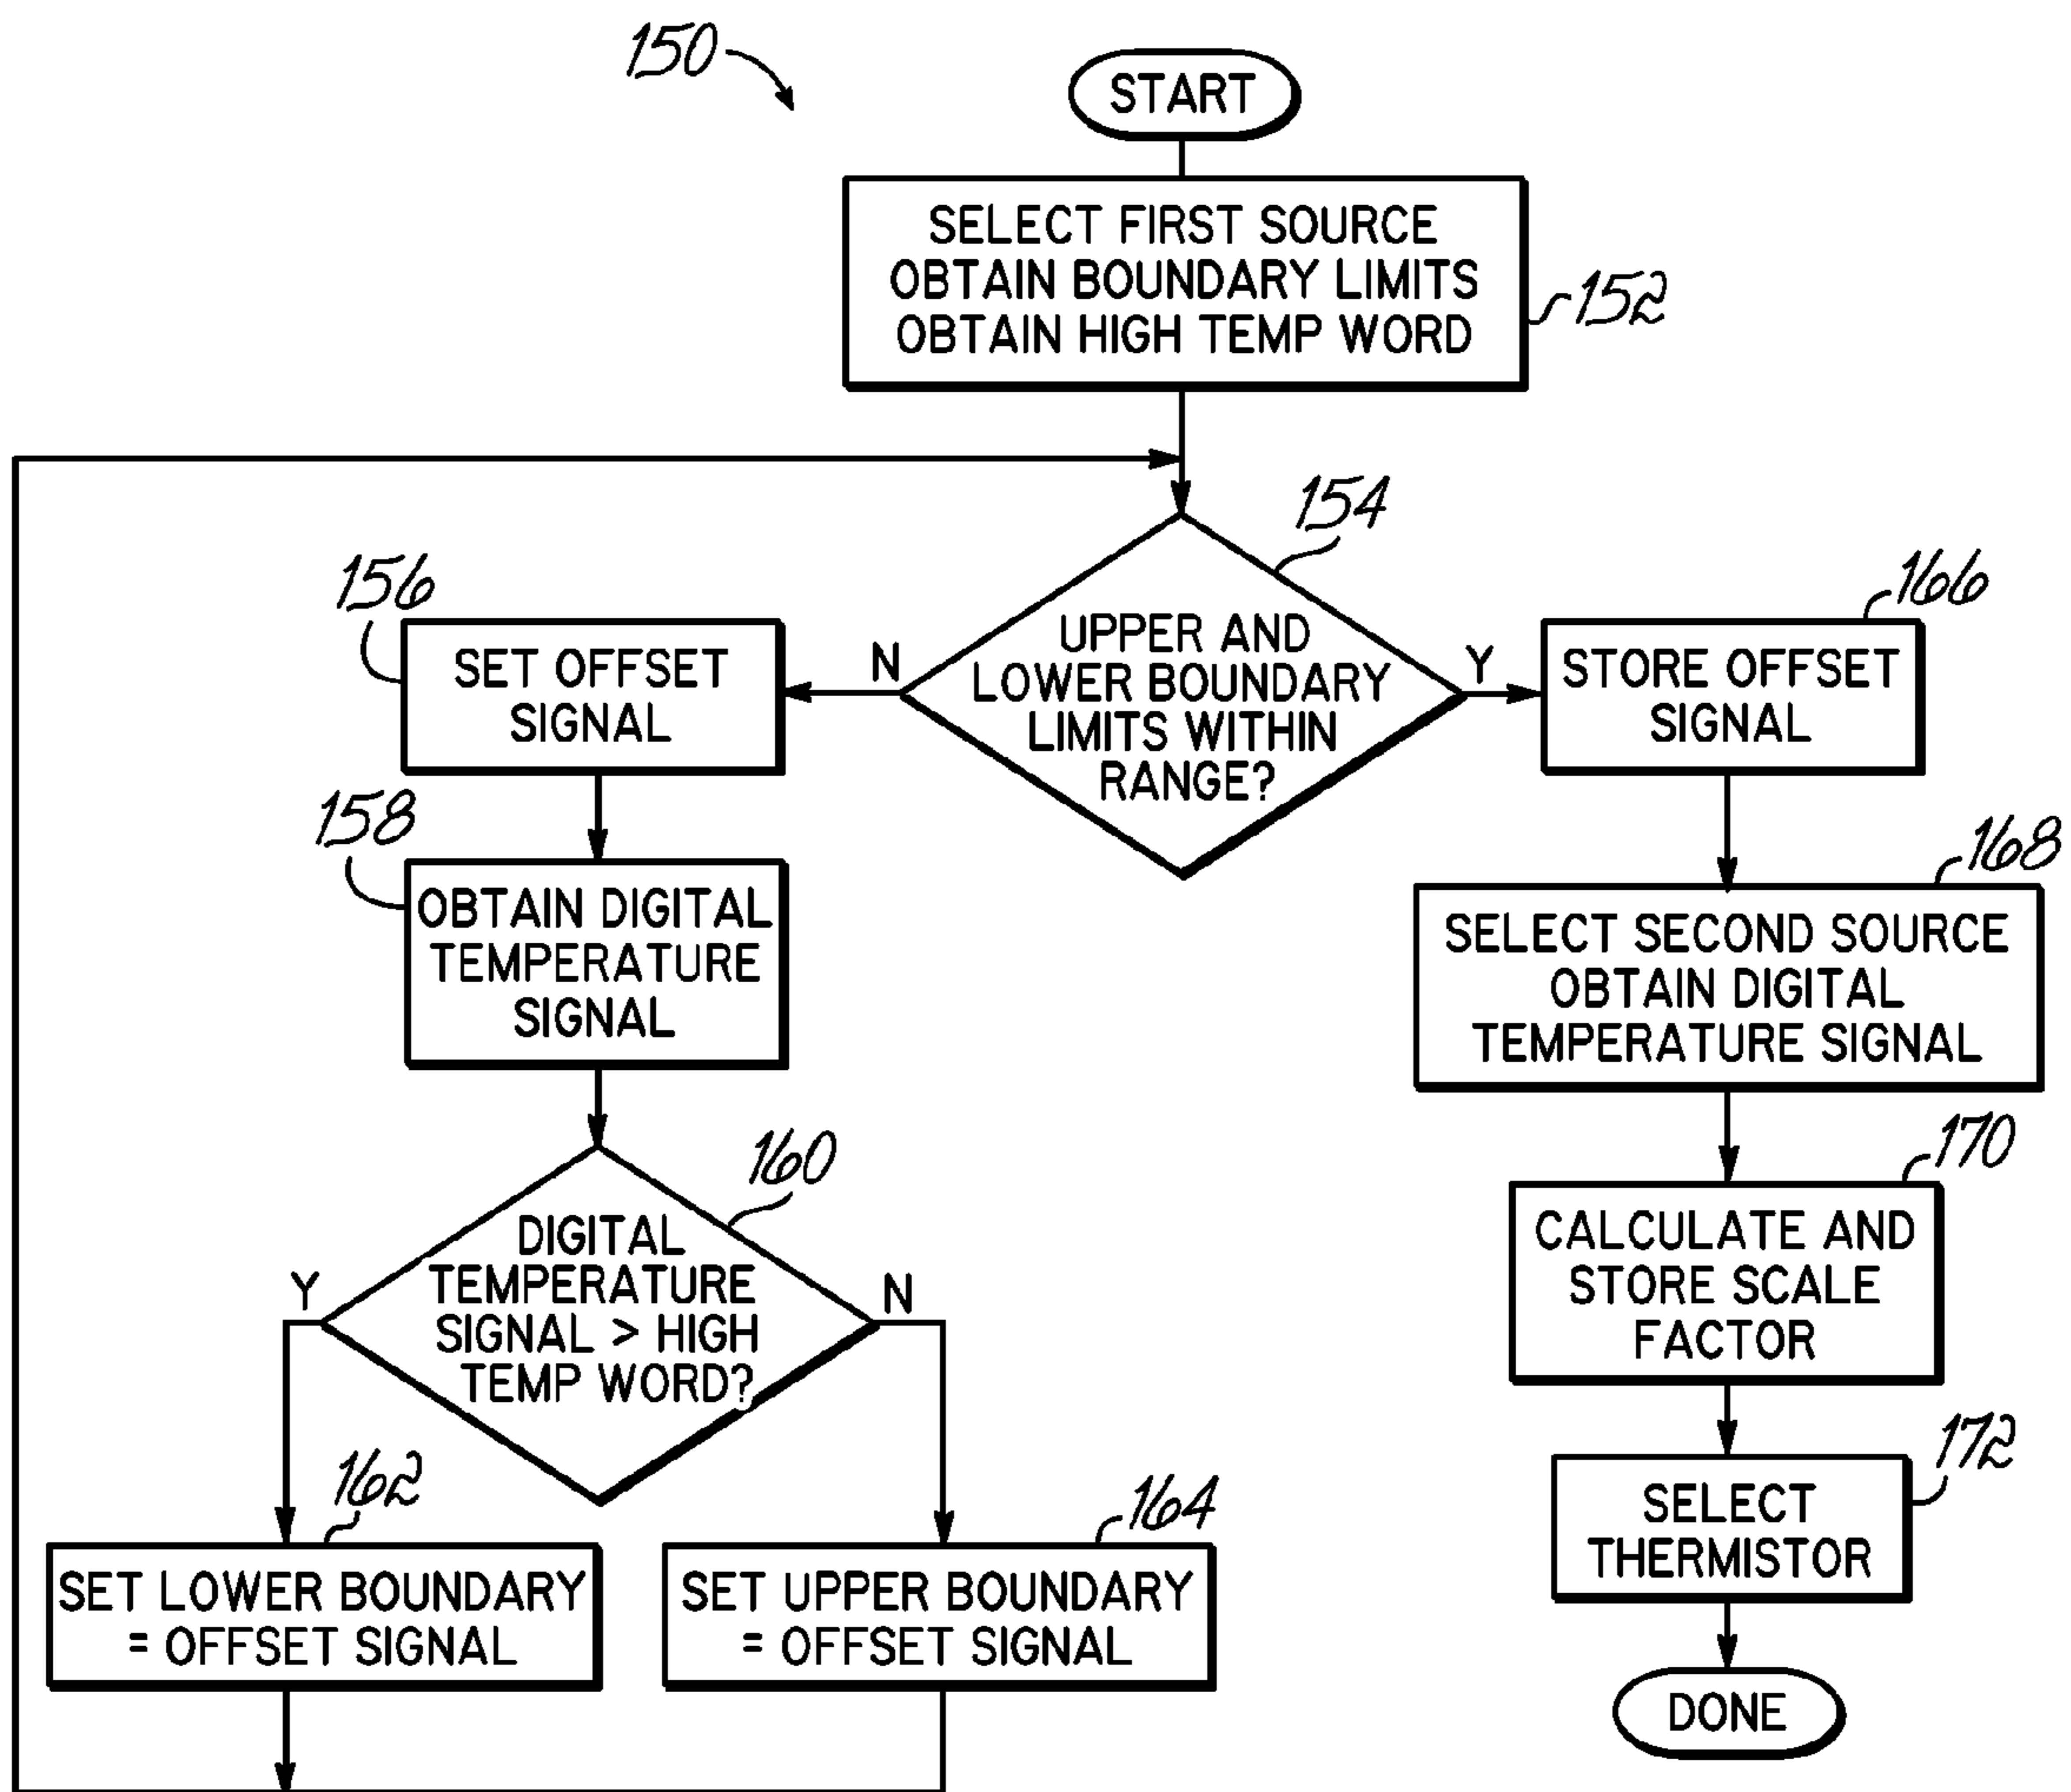 150
START
SELECT FIRST SOURCE
OBTAIN BOUNDARY LIMITS
OBTAIN HIGH TEMP WORD
152
154
UPPER AND
LOWER BOUNDARY
LIMITS WITHIN
RANGE?
N
Y
156
SET OFFSET
SIGNAL
158
OBTAIN DIGITAL
TEMPERATURE
SIGNAL
160
DIGITAL
TEMPERATURE
SIGNAL > HIGH
TEMP WORD?
Y
N
162
SET LOWER BOUNDARY
= OFFSET SIGNAL
164
SET UPPER BOUNDARY
= OFFSET SIGNAL
166
STORE OFFSET
SIGNAL
168
SELECT SECOND SOURCE
OBTAIN DIGITAL
TEMPERATURE SIGNAL
170
CALCULATE AND
STORE SCALE
FACTOR
172
SELECT
THERMISTOR
DONE